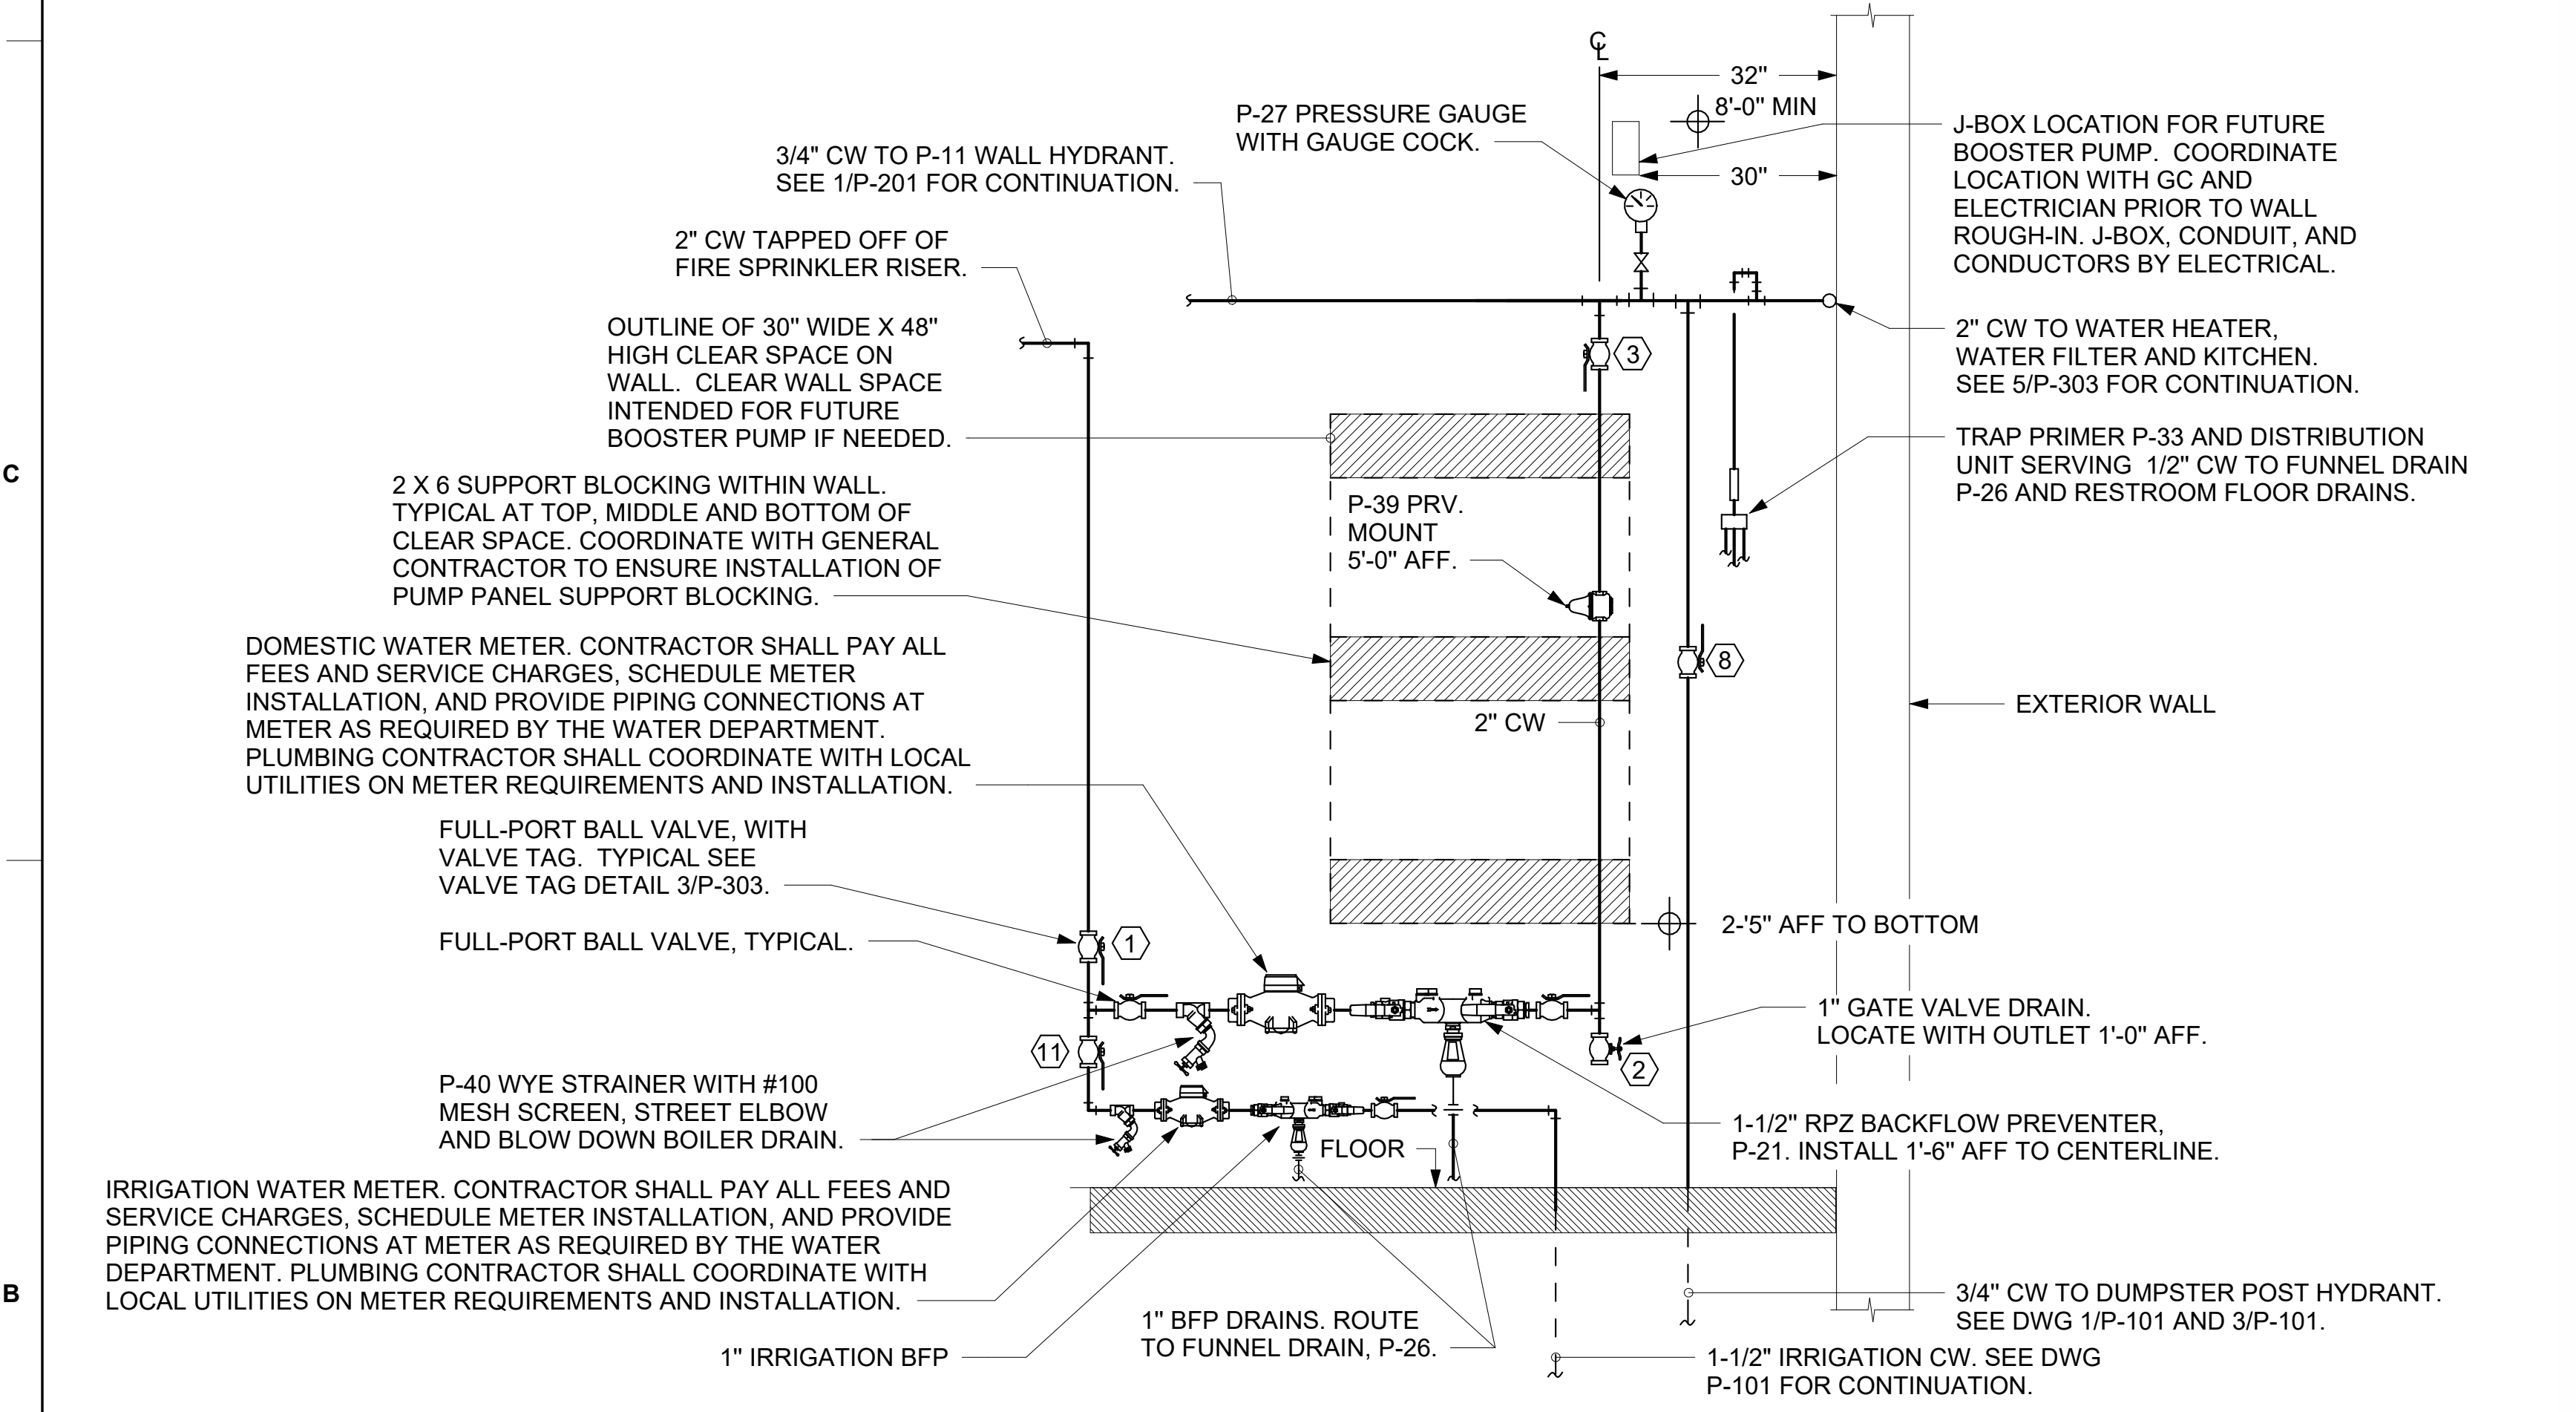 ℄
32"
8'-0" MIN
30"
P-27 PRESSURE GAUGE
WITH GAUGE COCK.
J-BOX LOCATION FOR FUTURE
BOOSTER PUMP.  COORDINATE
LOCATION WITH GC AND
ELECTRICIAN PRIOR TO WALL
ROUGH-IN. J-BOX, CONDUIT, AND
CONDUCTORS BY ELECTRICAL.
3/4" CW TO P-11 WALL HYDRANT.
SEE 1/P-201 FOR CONTINUATION.
2" CW TAPPED OFF OF
FIRE SPRINKLER RISER.
OUTLINE OF 30" WIDE X 48"
HIGH CLEAR SPACE ON
WALL.  CLEAR WALL SPACE
INTENDED FOR FUTURE
BOOSTER PUMP IF NEEDED.
3
2" CW TO WATER HEATER,
WATER FILTER AND KITCHEN.
SEE 5/P-303 FOR CONTINUATION.
TRAP PRIMER P-33 AND DISTRIBUTION
UNIT SERVING  1/2" CW TO FUNNEL DRAIN
P-26 AND RESTROOM FLOOR DRAINS.
C
2 X 6 SUPPORT BLOCKING WITHIN WALL.
TYPICAL AT TOP, MIDDLE AND BOTTOM OF
CLEAR SPACE. COORDINATE WITH GENERAL
CONTRACTOR TO ENSURE INSTALLATION OF
PUMP PANEL SUPPORT BLOCKING.
P-39 PRV.
MOUNT
5'-0" AFF.
8
DOMESTIC WATER METER. CONTRACTOR SHALL PAY ALL
FEES AND SERVICE CHARGES, SCHEDULE METER
INSTALLATION, AND PROVIDE PIPING CONNECTIONS AT
METER AS REQUIRED BY THE WATER DEPARTMENT.
PLUMBING CONTRACTOR SHALL COORDINATE WITH LOCAL
UTILITIES ON METER REQUIREMENTS AND INSTALLATION.
2" CW
EXTERIOR WALL
FULL-PORT BALL VALVE, WITH
VALVE TAG.  TYPICAL SEE
VALVE TAG DETAIL 3/P-303.
FULL-PORT BALL VALVE, TYPICAL.
1
2-'5" AFF TO BOTTOM
1" GATE VALVE DRAIN.
LOCATE WITH OUTLET 1'-0" AFF.
11
2
P-40 WYE STRAINER WITH #100
MESH SCREEN, STREET ELBOW
AND BLOW DOWN BOILER DRAIN.
FLOOR
1-1/2" RPZ BACKFLOW PREVENTER,
P-21. INSTALL 1'-6" AFF TO CENTERLINE.
IRRIGATION WATER METER. CONTRACTOR SHALL PAY ALL FEES AND
SERVICE CHARGES, SCHEDULE METER INSTALLATION, AND PROVIDE
PIPING CONNECTIONS AT METER AS REQUIRED BY THE WATER
DEPARTMENT. PLUMBING CONTRACTOR SHALL COORDINATE WITH
LOCAL UTILITIES ON METER REQUIREMENTS AND INSTALLATION.
B
1" IRRIGATION BFP
1" BFP DRAINS. ROUTE
TO FUNNEL DRAIN, P-26.
3/4" CW TO DUMPSTER POST HYDRANT.
SEE DWG 1/P-101 AND 3/P-101.
1-1/2" IRRIGATION CW. SEE DWG
P-101 FOR CONTINUATION.